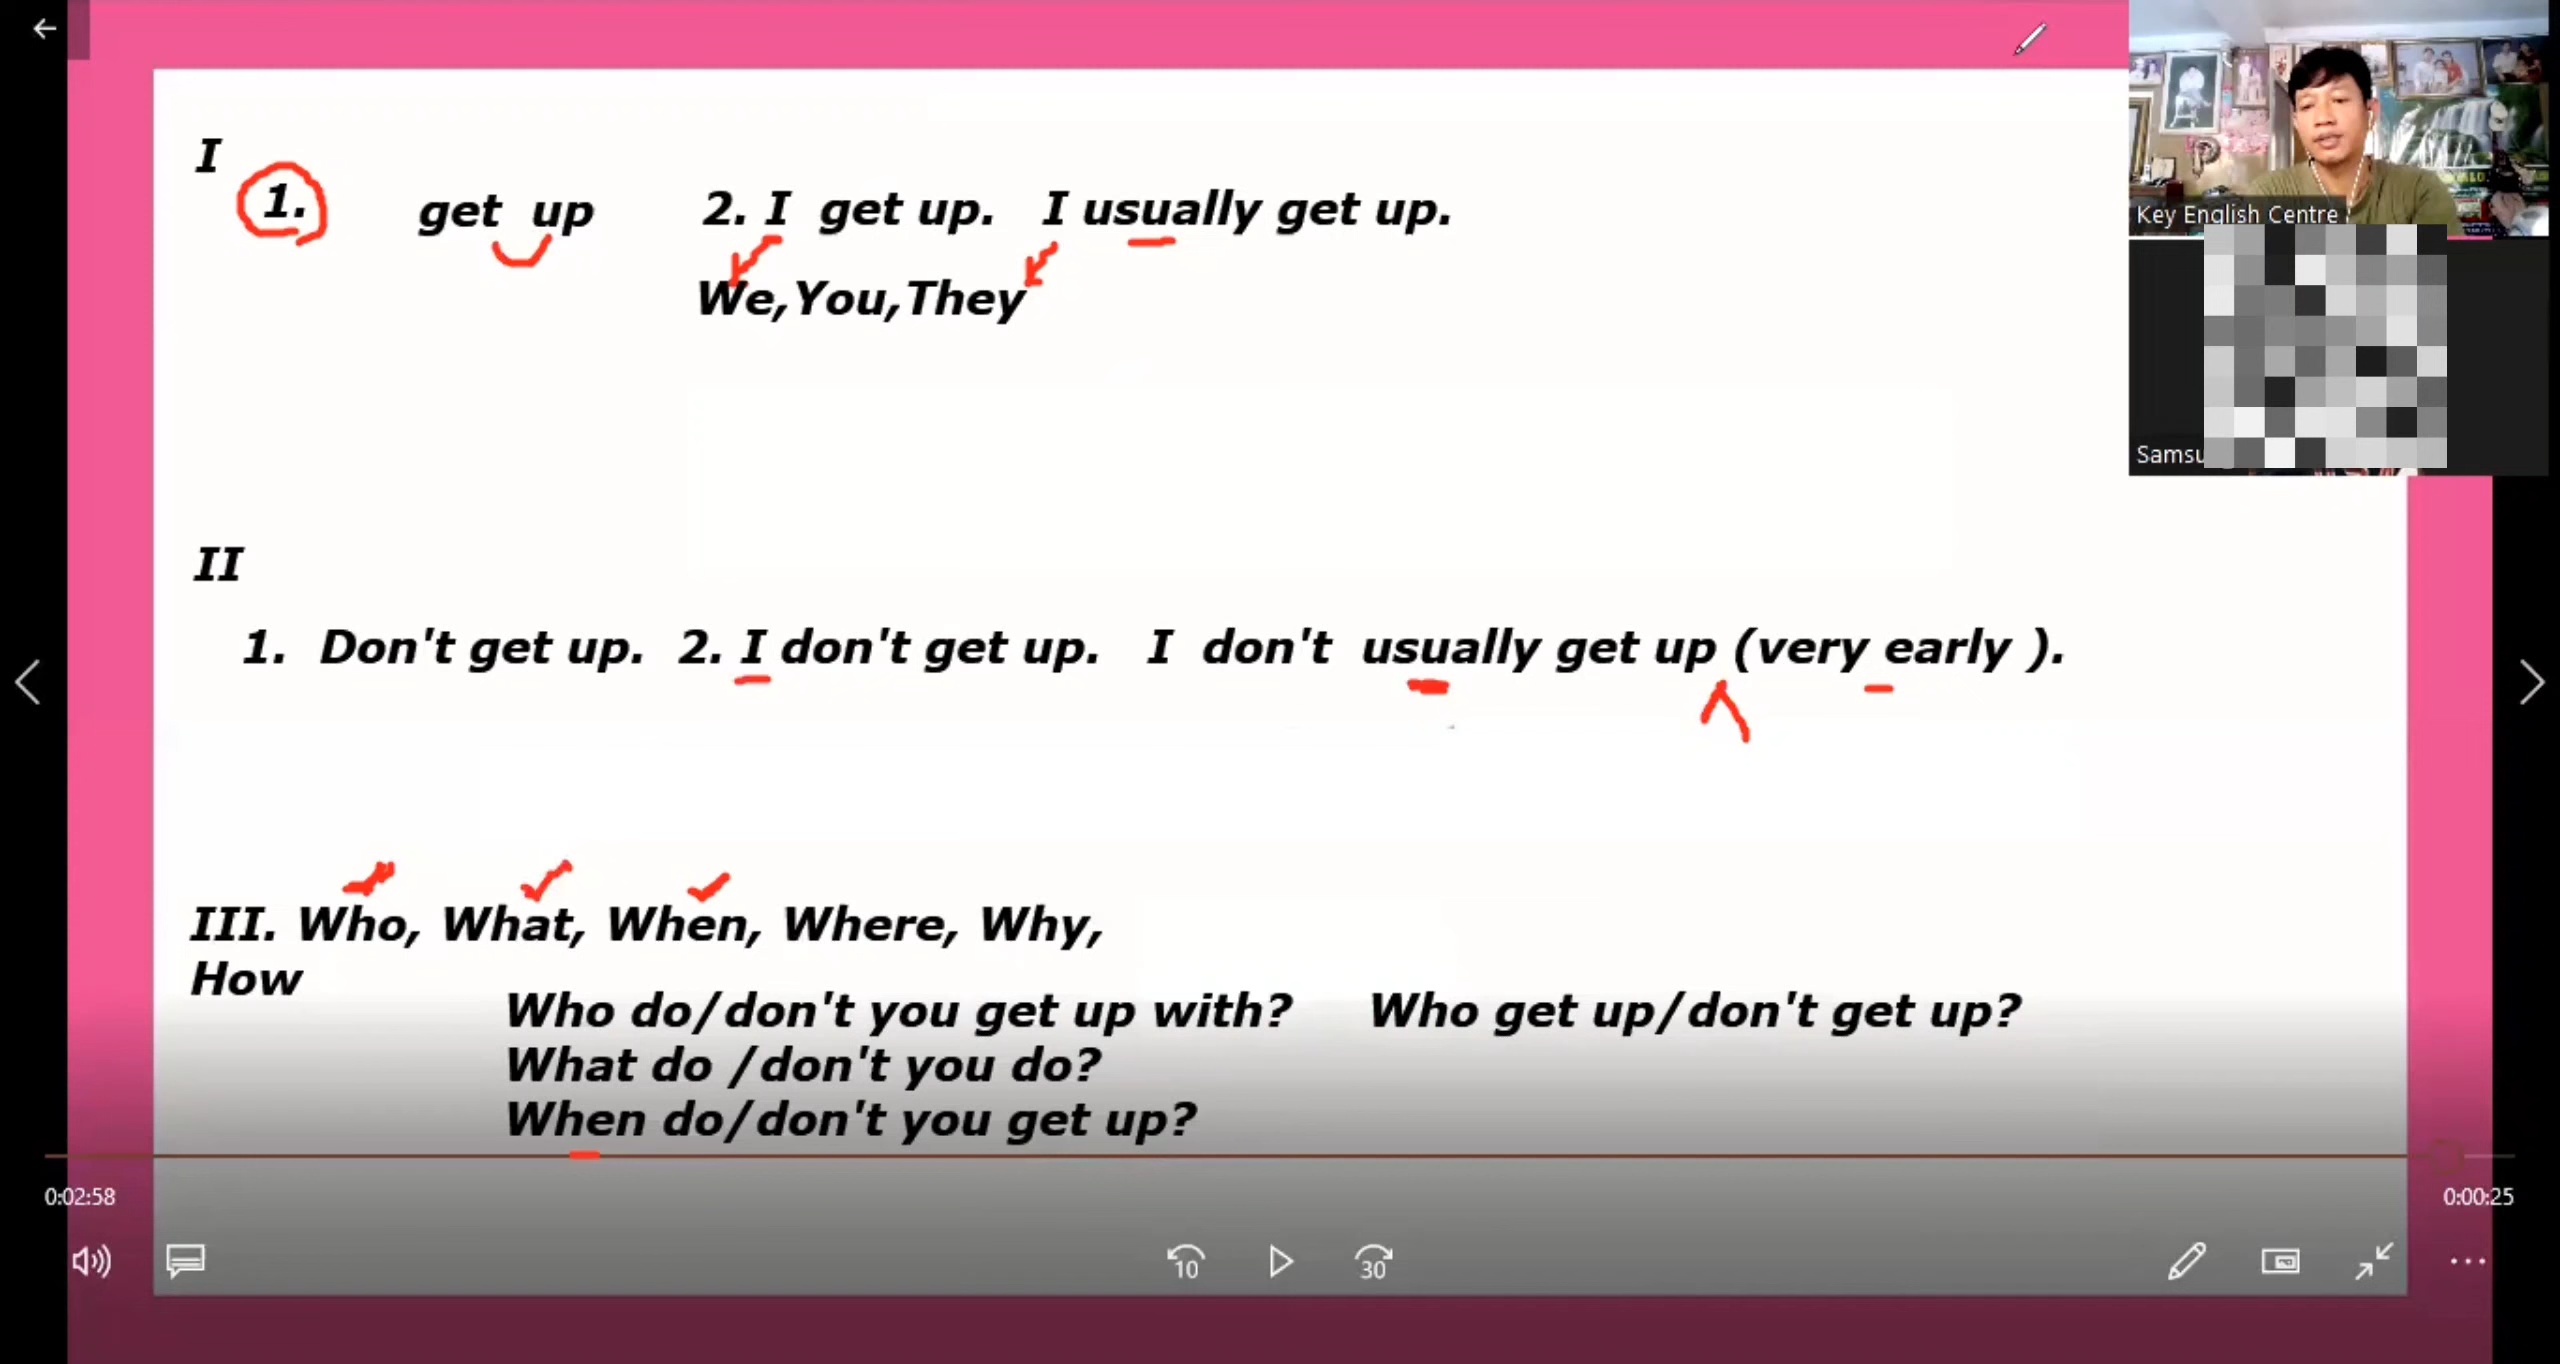 I
1. get up 2. I get up. I usually get up.
We,You,They
II
1. Don't get up. 2. I don't get up. I don't usually get up (very early ).
III. Who, What, When, Where, Why,
How
Who do/don't you get up with? Who get up/don't get up?
What do /don't you do?
When do/don't you get up?
Key English Centre
0:02:58
0:00:25
10
30